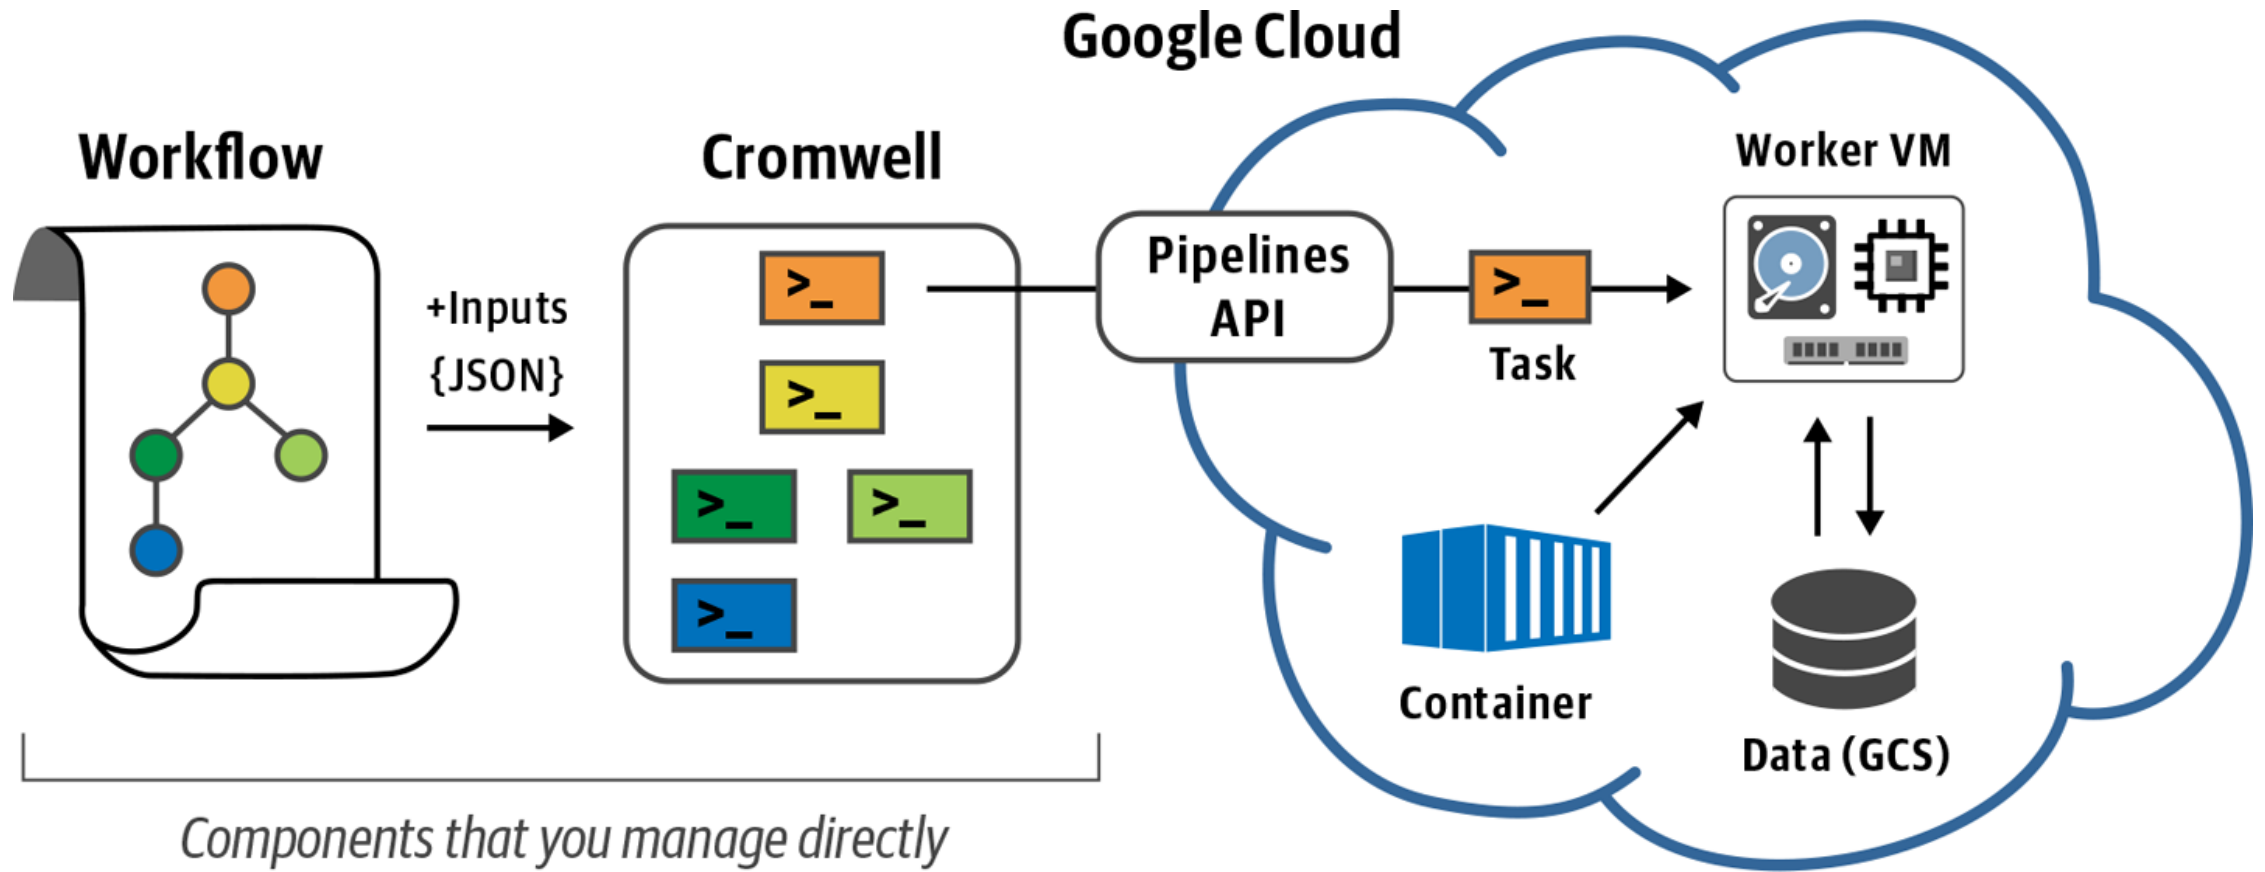 Google Cloud
Workflow
Cromwell
Worker VM
+Inputs
{JSON}
>_
>_
>_
>_
>_
Pipelines
API
>_
Task
Container
Data (GCS)
Components that you manage directly